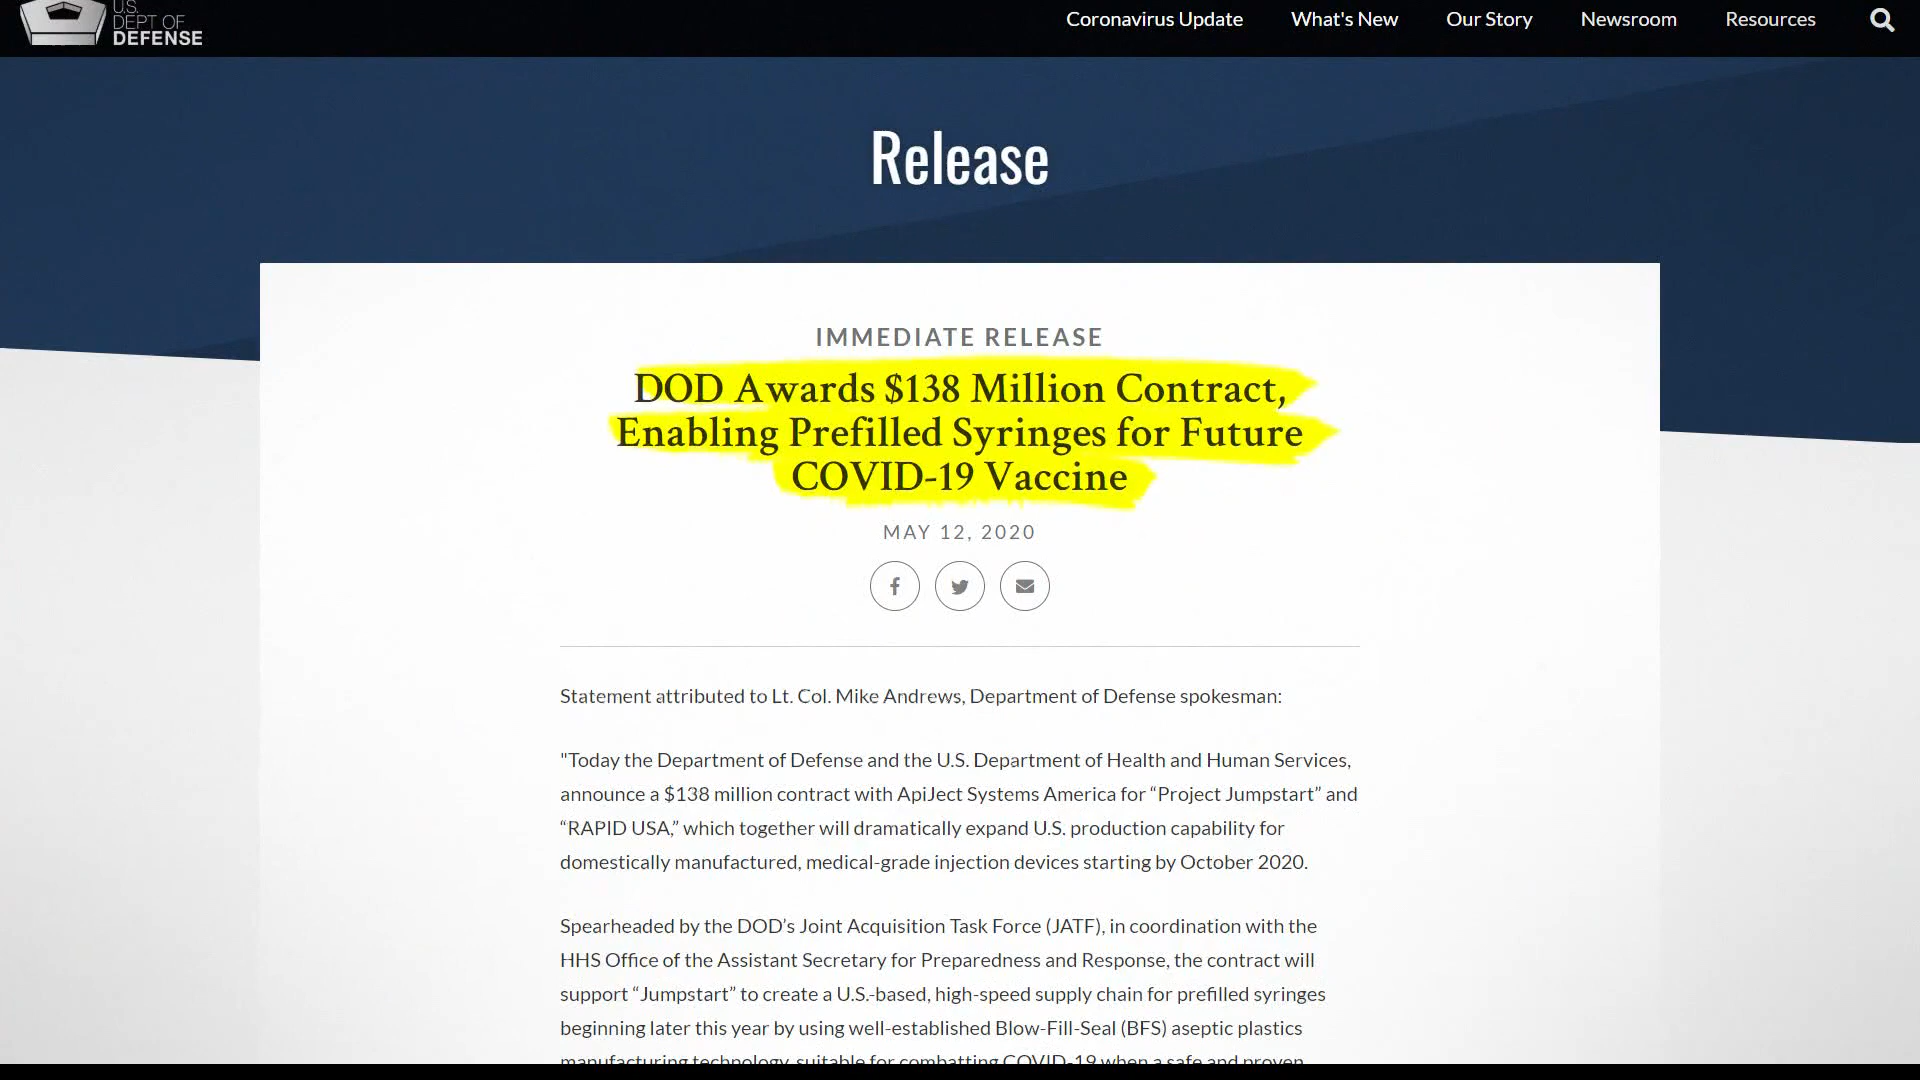 U.S.
DEPT OF
DEFENSE
Coronavirus Update What's New Our Story Newsroom Resources
Release
IMMEDIATE RELEASE
DOD Awards $138 Million Contract,
Enabling Prefilled Syringes for Future
COVID-19 Vaccine
MAY 12, 2020
Statement attributed to Lt. Col. Mike Andrews, Department of Defense spokesman:
"Today the Department of Defense and the U.S. Department of Health and Human Services,
announce a $138 million contract with ApiJect Systems America for “Project Jumpstart” and
“RAPID USA,” which together will dramatically expand U.S. production capability for
domestically manufactured, medical-grade injection devices starting by October 2020.
Spearheaded by the DOD’s Joint Acquisition Task Force (JATF), in coordination with the
HHS Office of the Assistant Secretary for Preparedness and Response, the contract will
support “Jumpstart” to create a U.S.-based, high-speed supply chain for prefilled syringes
beginning later this year by using well-established Blow-Fill-Seal (BFS) aseptic plastics
manufacturing technology, suitable for combatting COVID-19 when a safe and proven